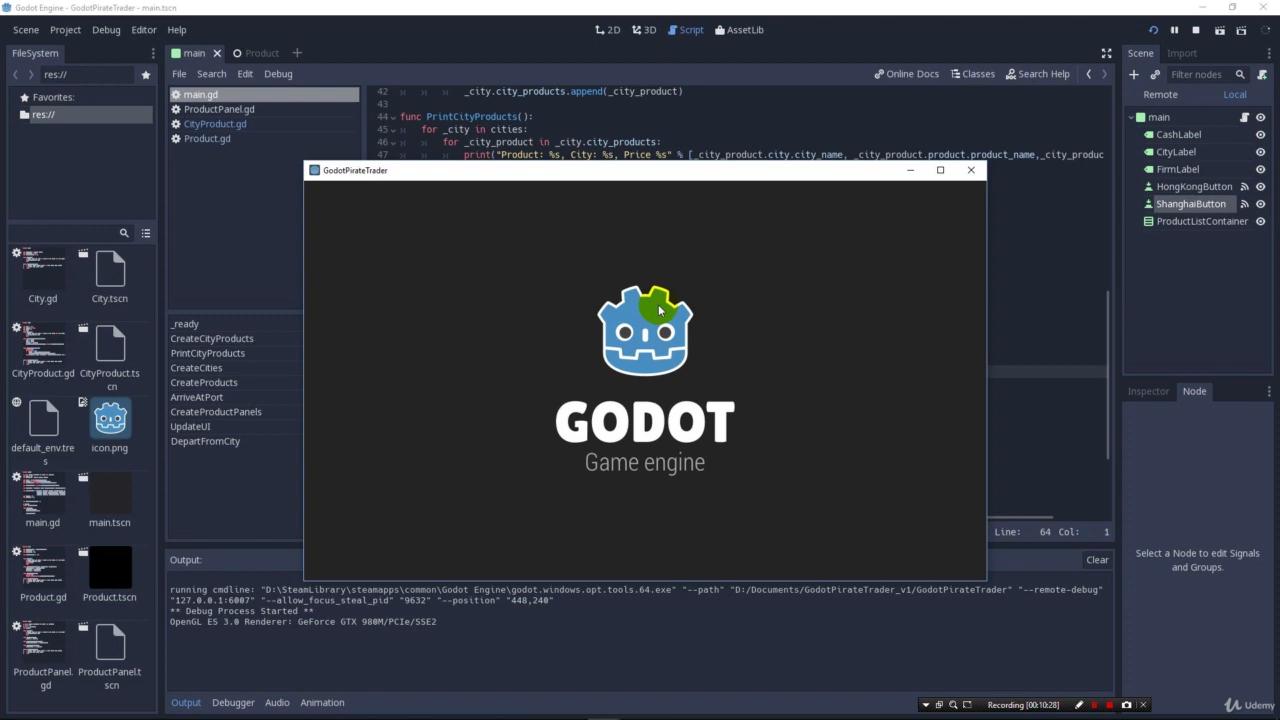 Godot Engine - GodotPirateTrader - main.tscn
Scene Project Debug Editor Help
2D 3D Script AssetLib
FileSystem
main Product
Scene Import
res://
File Search Edit Debug
Online Docs Classes Search Help
Filter nodes
Favorites:
res://
main.gd
ProductPanel.gd
CityProduct.gd
Product.gd
42 _city.city_products.append(_city_product)
43
44 func PrintCityProducts():
45 for _city in cities:
46 for _city_product in _city.city_products:
47 print("Product: %s, City: %s, Price %s" % [_city_product.city.city_name, _city_product.product.product_name,_city_produc
Remote Local
main
CashLabel
CityLabel
FirmLabel
HongKongButton
ShanghaiButton
ProductListContainer
GodotPirateTrader
GODOT
Game engine
City.gd City.tscn
CityProduct.gd CityProduct.ts
cn
default_env.tre
s
icon.png
main.gd main.tscn
Product.gd Product.tscn
ProductPanel.
gd
ProductPanel.t
scn
_ready
CreateCityProducts
PrintCityProducts
CreateCities
CreateProducts
ArriveAtPort
CreateProductPanels
UpdateUI
DepartFromCity
Inspector Node
Select a Node to edit Signals
and Groups.
Line: 64 Col: 1
Output:
Clear
running cmdline: "D:\SteamLibrary\steamapps\common\Godot Engine\godot.windows.opt.tools.64.exe" "--path" "D:/Documents/GodotPirateTrader_v1/GodotPirateTrader" "--remote-debug"
"127.0.0.1:6007" "--allow_focus_steal_pid" "9632" "--position" "448,240"
** Debug Process Started **
OpenGL ES 3.0 Renderer: GeForce GTX 980M/PCIe/SSE2
Output Debugger Audio Animation
Recording [00:10:28]
Udemy